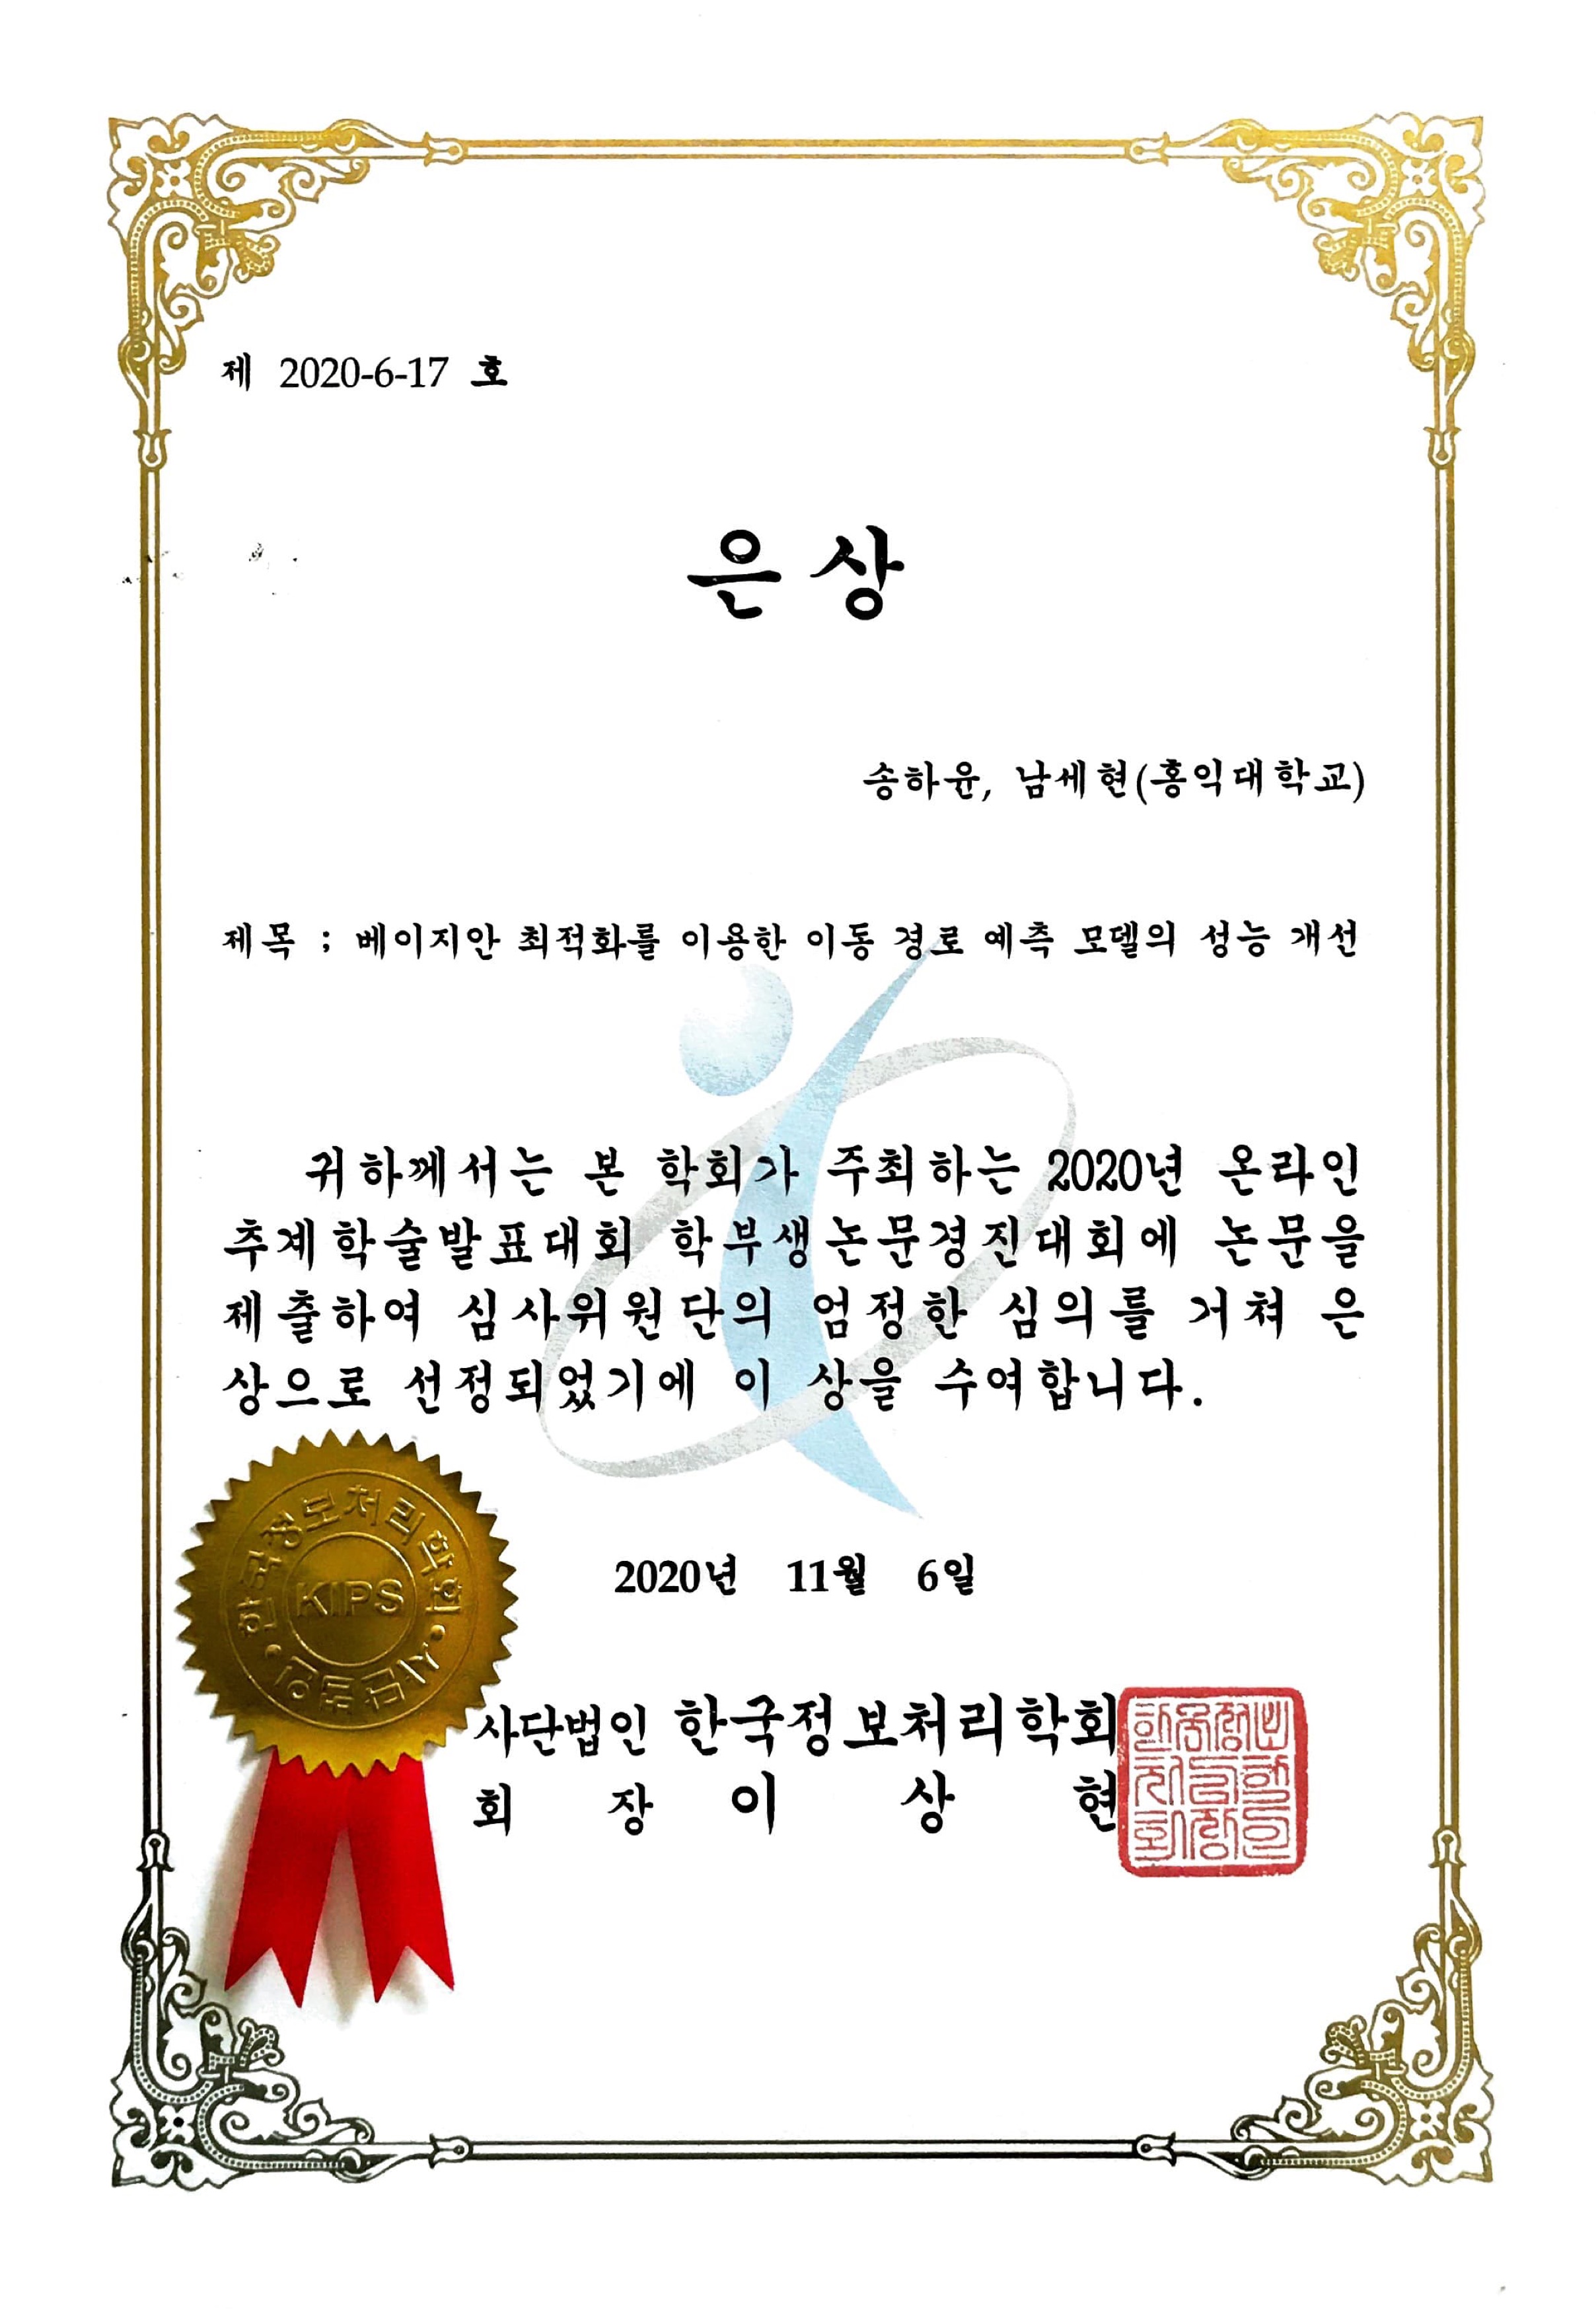 제 2020-6-17 호
은상
송하윤, 남세현(홍익대학교)
제목 ; 베이지안 최적화를 이용한 이동 경로 예측 모델의 성능 개선
귀하께서는 본 학회가 주최하는 2020년 온라인
추계학술발표대회 학부생논문경진대회에 논문을
제출하여 심사위원단의 엄정한 심의를 거쳐 은
상으로 선정되었기에 이 상을 수여합니다.
2020년 11월 6일
한국정보처리학회
KIPS
사단법인 한국정보처리학회
회 장 이 상 현